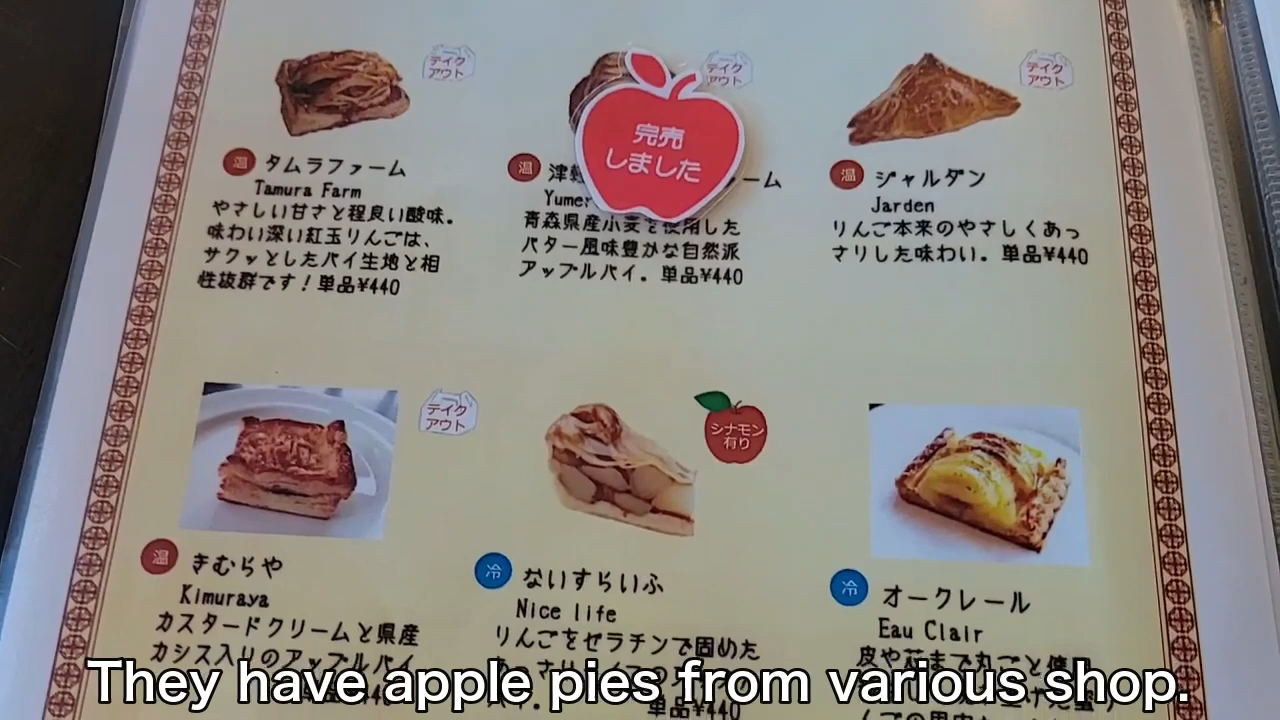 テイク
アウト
温 タムラファーム
Tamura Farm
やさしい甘さと程良い酸味。
味わい深い紅玉りんごは、
サクッとしたパイ生地と相
性抜群です！単品¥440
テイク
アウト
完売
しました
温 津軽 ーム
Yumer
青森県産小麦を使用した
バター風味豊かな自然派
アップルパイ。単品¥440
テイク
アウト
温 ジャルダン
Jarden
りんご本来のやさしくあっ
さりした味わい。単品¥440
テイク
アウト
温 きむらや
Kimuraya
カスタードクリームと県産
カシス入りのアップルパイ
シナモン
有り
冷 ないすらいふ
Nice life
りんごをゼラチンで固めた
単品¥440
冷 オークレール
Eau Clair
皮や芯まで丸ごと使用
They have apple pies from various shop.